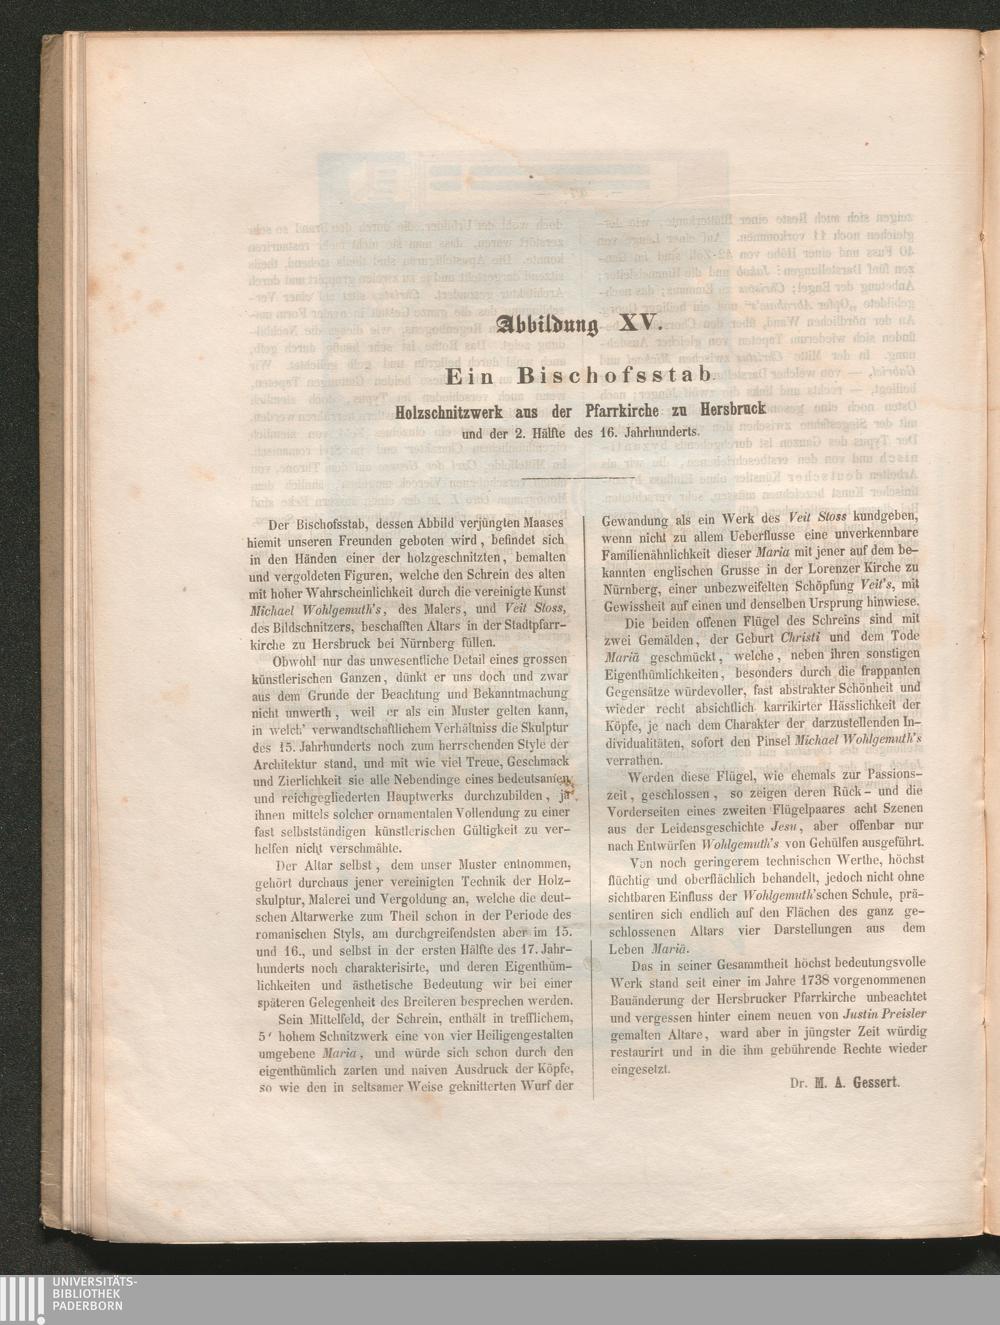 Abbildung XV.
Ein Bischofsstab.
Holzschnitzwerk aus der Pfarrkirche zu Hersbruck
und der 2. Hälfte des 16. Jahrhunderts.
Der Bischofsstab, dessen Abbild verjüngten Maases
hiemit unseren Freunden geboten wird, befindet sich
in den Händen einer der holzgeschnitzten, bemalten
und vergoldeten Figuren, welche den Schrein des alten
mit hoher Wahrscheinlichkeit durch die vereinigte Kunst
Michael Wohlgemuth's, des Malers, und Veit Stoss,
des Bildschnitzers, beschafften Altars in der Stadtpfarr-
kirche zu Hersbruck bei Nürnberg füllen.
Obwohl nur das unwesentliche Detail eines grossen
künstlerischen Ganzen, dünkt er uns doch und zwar
aus dem Grunde der Beachtung und Bekanntmachung
nicht unwerth, weil er als ein Muster gelten kann,
in welch' verwandtschaftlichem Verhältniss die Skulptur
des 15. Jahrhunderts noch zum herrschenden Style der
Architektur stand, und mit wie viel Treue, Geschmack
und Zierlichkeit sie alle Nebendinge eines bedeutsamen
und reichgegliederten Hauptwerks durchzubilden, ja
ihnen mittels solcher ornamentalen Vollendung zu einer
fast selbstständigen künstlerischen Gültigkeit zu ver-
helfen nicht verschmähte.
Der Altar selbst, dem unser Muster entnommen,
gehört durchaus jener vereinigten Technik der Holz-
skulptur, Malerei und Vergoldung an, welche die deut-
schen Altarwerke zum Theil schon in der Periode des
romanischen Styls, am durchgreifendsten aber im 15.
und 16., und selbst in der ersten Hälfte des 17. Jahr-
hunderts noch charakterisirte, und deren Eigenthüm-
lichkeiten und ästhetische Bedeutung wir bei einer
späteren Gelegenheit des Breiteren besprechen werden.
Sein Mittelfeld, der Schrein, enthält in trefflichem,
5' hohem Schnitzwerk eine von vier Heiligengestalten
umgebene Maria, und würde sich schon durch den
eigenthümlich zarten und naiven Ausdruck der Köpfe,
so wie den in seltsamer Weise geknitterten Wurf der
Gewandung als ein Werk des Veit Stoss kundgeben,
wenn nicht zu allem Ueberflusse eine unverkennbare
Familienähnlichkeit dieser Maria mit jener auf dem be-
kannten englischen Grusse in der Lorenzer Kirche zu
Nürnberg, einer unbezweifelten Schöpfung Veit's, mit
Gewissheit auf einen und denselben Ursprung hinwiese.
Die beiden offenen Flügel des Schreins sind mit
zwei Gemälden, der Geburt Christi und dem Tode
Mariä geschmückt, welche, neben ihren sonstigen
Eigenthümlichkeiten, besonders durch die frappanten
Gegensätze würdevoller, fast abstrakter Schönheit und
wieder recht absichtlich karrikirter Hässlichkeit der
Köpfe, je nach dem Charakter der darzustellenden In-
dividualitäten, sofort den Pinsel Michael Wohlgemuth's
verrathen.
Werden diese Flügel, wie ehemals zur Passions-
zeit, geschlossen, so zeigen deren Rück- und die
Vorderseiten eines zweiten Flügelpaares acht Szenen
aus der Leidensgeschichte Jesu, aber offenbar nur
nach Entwürfen Wohlgemuth's von Gehülfen ausgeführt.
Von noch geringerem technischen Werthe, höchst
flüchtig und oberflächlich behandelt, jedoch nicht ohne
sichtbaren Einfluss der Wohlgemuth'schen Schule, prä-
sentiren sich endlich auf den Flächen des ganz ge-
schlossenen Altars vier Darstellungen aus dem
Leben Mariä.
Das in seiner Gesammtheit höchst bedeutungsvolle
Werk stand seit einer im Jahre 1738 vorgenommenen
Bauänderung der Hersbrucker Pfarrkirche unbeachtet
und vergessen hinter einem neuen von Justin Preisler
gemalten Altare, ward aber in jüngster Zeit würdig
restaurirt und in die ihm gebührende Rechte wieder
eingesetzt.
Dr. M. A. Gessert.
UNIVERSITÄTS-
BIBLIOTHEK
PADERBORN